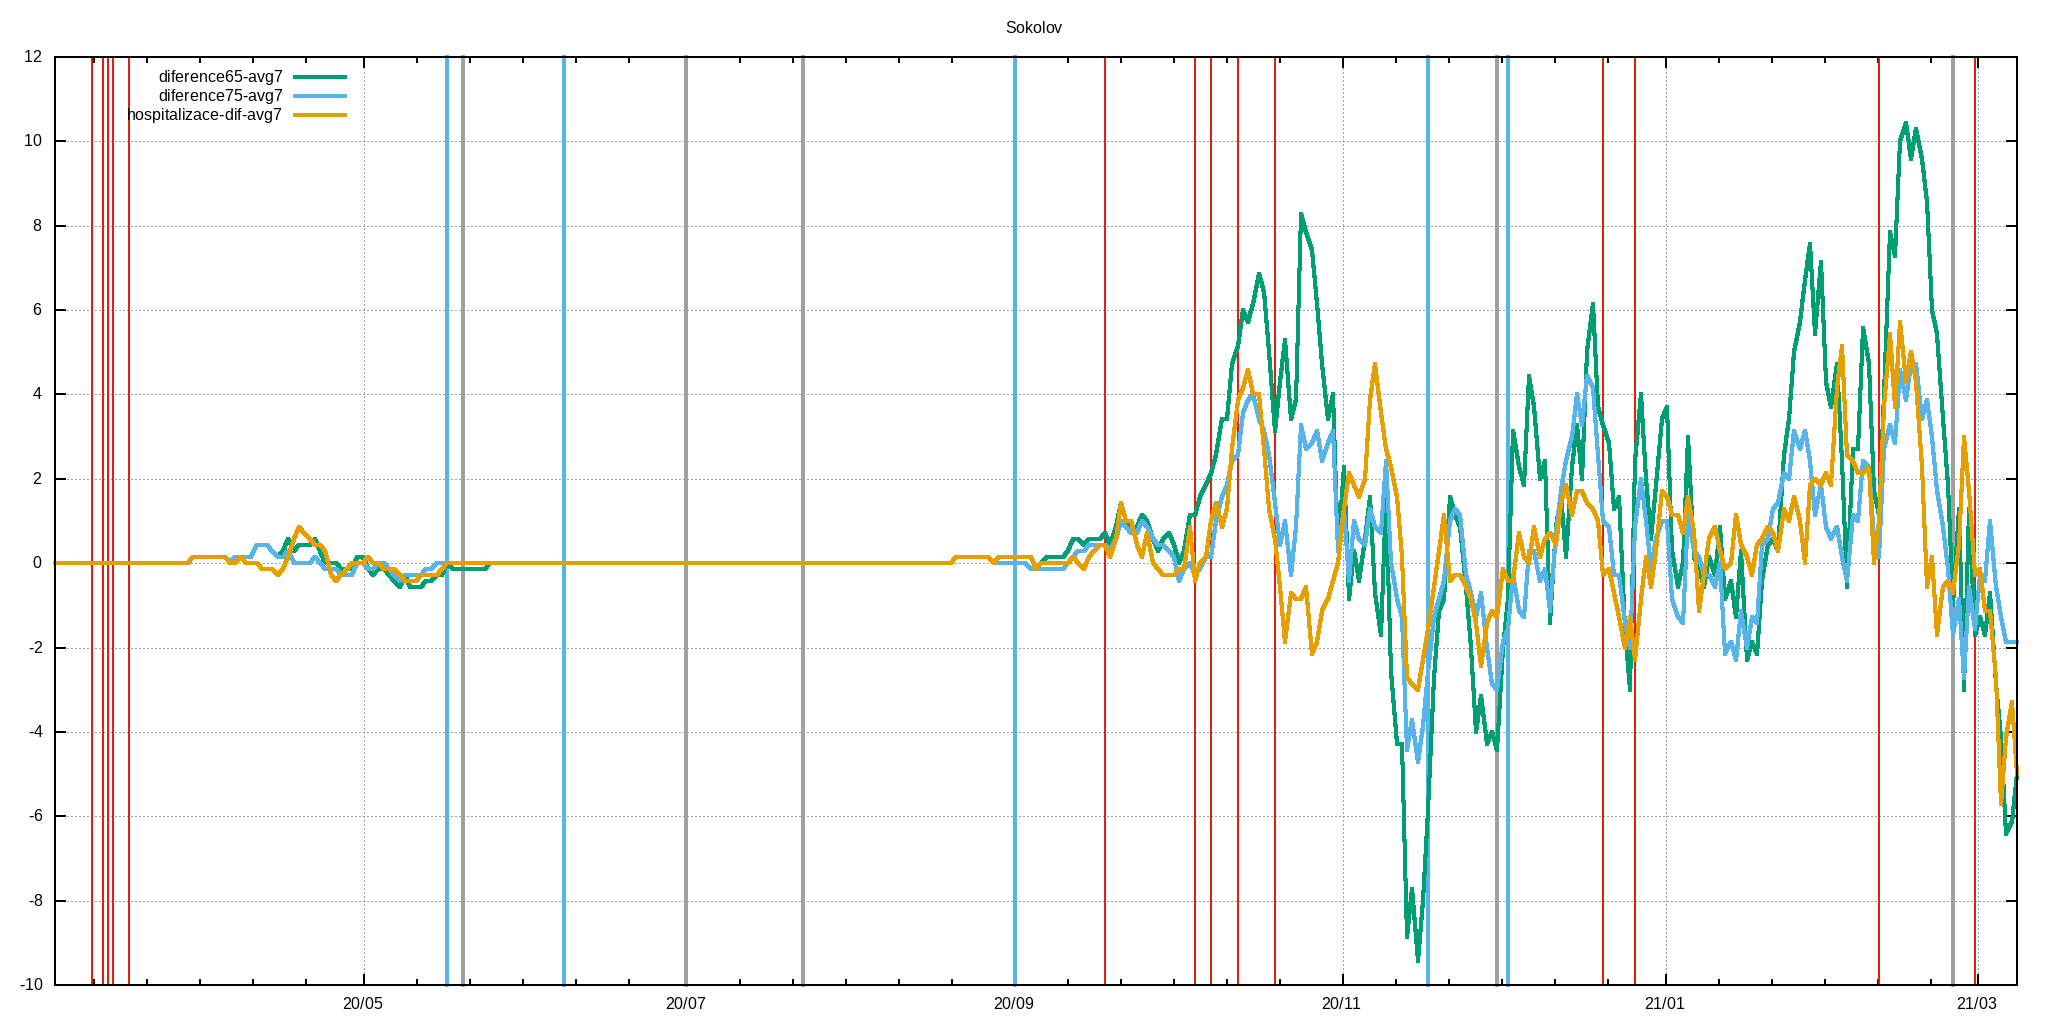 Sokolov
diference65-avg7
diference75-avg7
hospitalizace-dif-avg7
12
10
8
6
4
2
0
-2
-4
-6
-8
-10
20/05 20/07 20/09 20/11 21/01 21/03